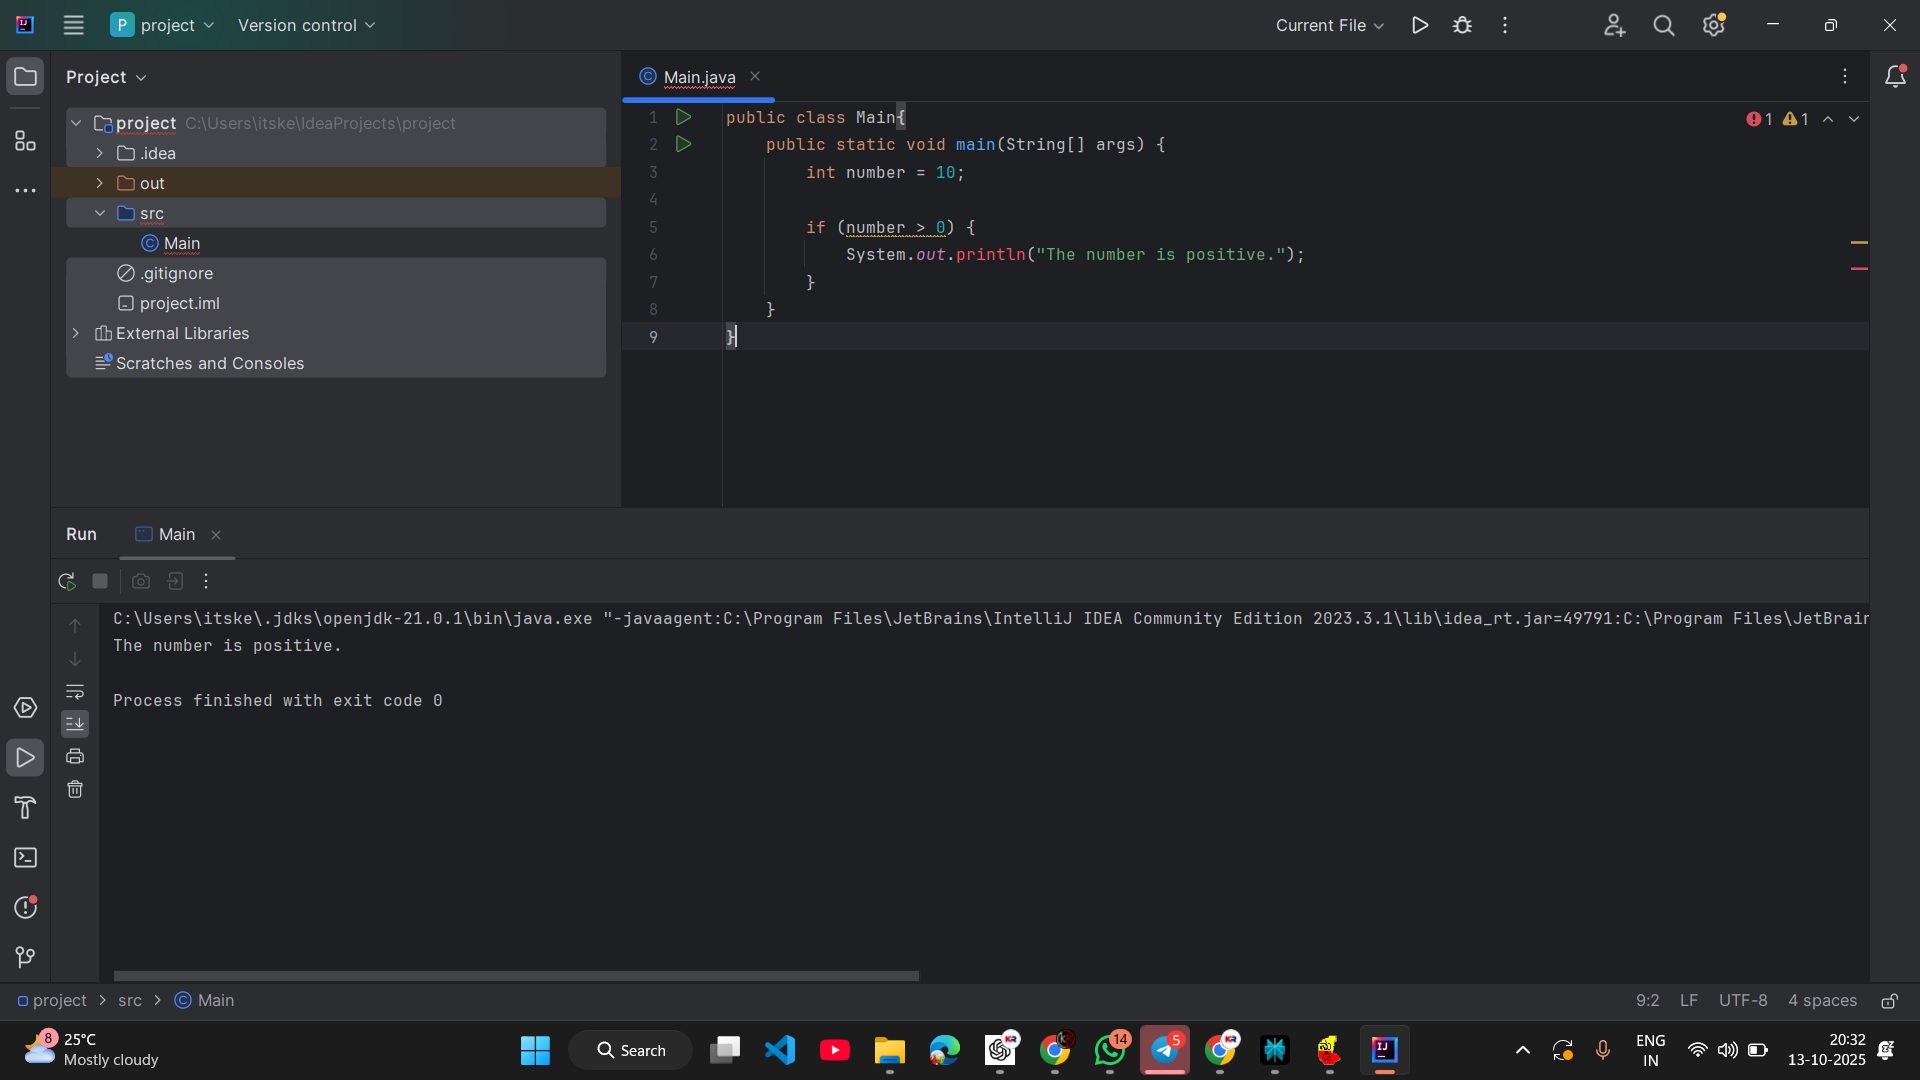 P project Version control
Current File
Project
Main.java
project C:\Users\itske\IdeaProjects\project
.idea
out
src
Main
.gitignore
project.iml
External Libraries
Scratches and Consoles
1 public class Main{
2 public static void main(String[] args) {
3 int number = 10;
4
5 if (number > 0) {
6 System.out.println("The number is positive.");
7 }
8 }
9 }
1 1
Run Main
C:\Users\itske\.jdks\openjdk-21.0.1\bin\java.exe "-javaagent:C:\Program Files\JetBrains\IntelliJ IDEA Community Edition 2023.3.1\lib\idea_rt.jar=49791:C:\Program Files\JetBrain
The number is positive.
Process finished with exit code 0
project > src > Main
9:2 LF UTF-8 4 spaces
8
25°C
Mostly cloudy
Search
14
5
ENG
IN
20:32
13-10-2025